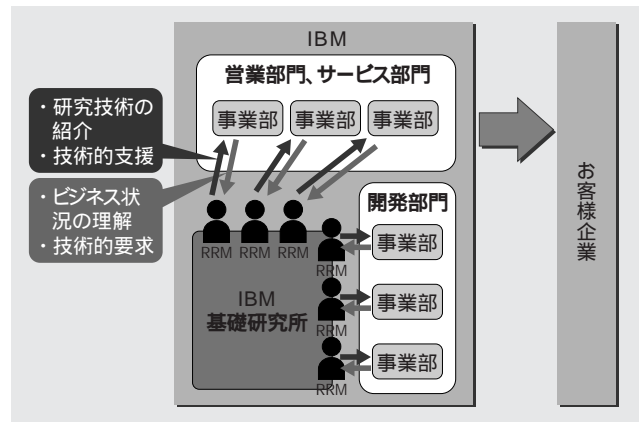 IBM
営業部門、サービス部門
事業部
事業部
事業部
・研究技術の
紹介
・技術的支援
・ビジネス状
況の理解
・技術的要求
RRM
RRM
RRM
開発部門
事業部
RRM
事業部
RRM
事業部
RRM
IBM
基礎研究所
お客様企業